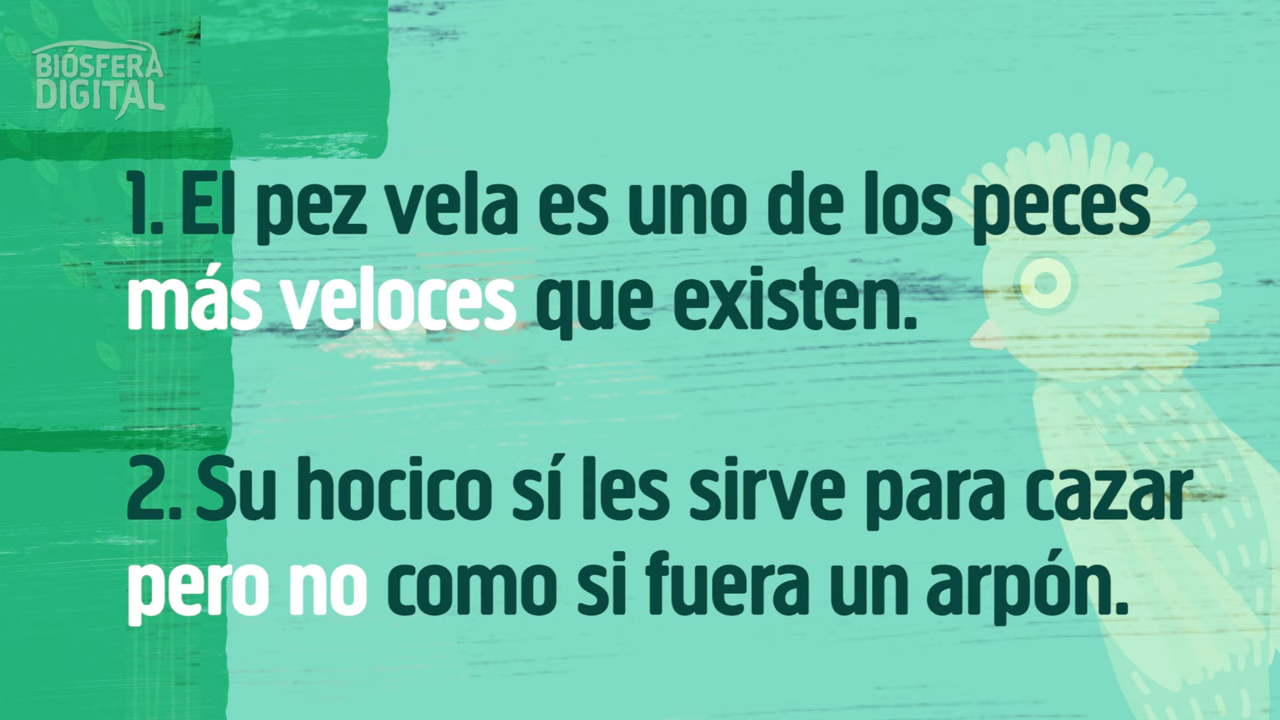 BIÓSFERA
DIGITAL
1. El pez vela es uno de los peces
más veloces que existen.
2. Su hocico sí les sirve para cazar
pero no como si fuera un arpón.